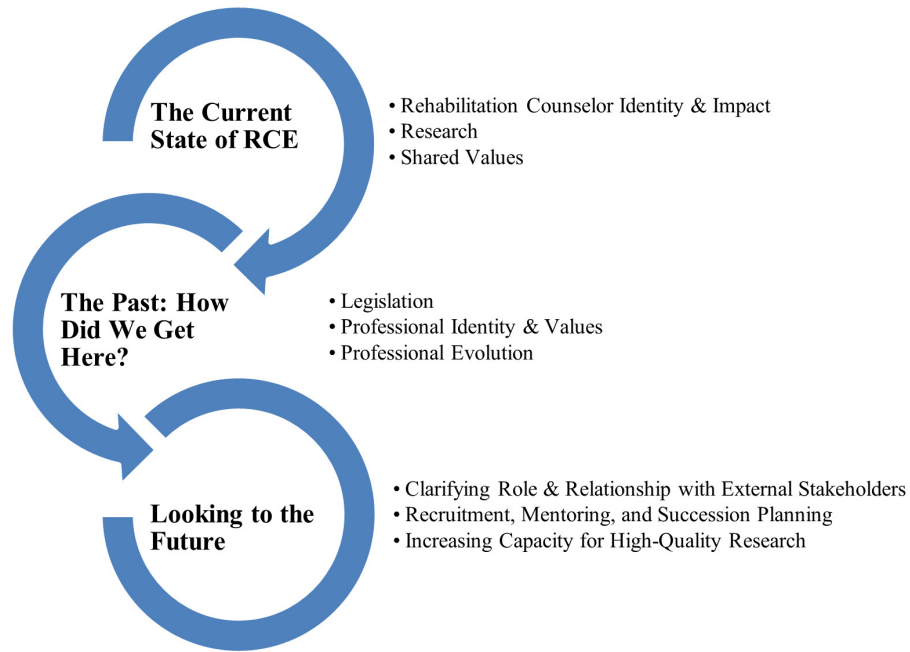 The Current
State of RCE
• Rehabilitation Counselor Identity & Impact
• Research
• Shared Values
The Past: How
Did We Get
Here?
• Legislation
• Professional Identity & Values
• Professional Evolution
Looking to the
Future
• Clarifying Role & Relationship with External Stakeholders
• Recruitment, Mentoring, and Succession Planning
• Increasing Capacity for High-Quality Research